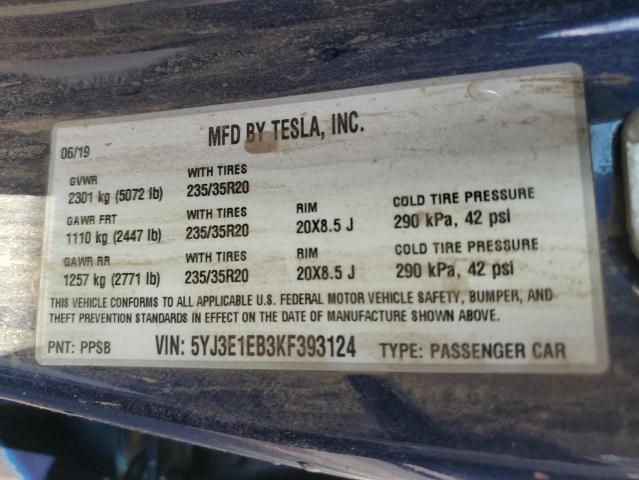 MFD BY TESLA, INC.
06/19
GVWR WITH TIRES
2301 kg (5072 lb) 235/35R20
GAWR FRT WITH TIRES RIM COLD TIRE PRESSURE
1110 kg (2447 lb) 235/35R20 20X8.5 J 290 kPa, 42 psi
GAWR RR WITH TIRES RIM COLD TIRE PRESSURE
1257 kg (2771 lb) 235/35R20 20X8.5 J 290 kPa, 42 psi
THIS VEHICLE CONFORMS TO ALL APPLICABLE U.S. FEDERAL MOTOR VEHICLE SAFETY, BUMPER, AND
THEFT PREVENTION STANDARDS IN EFFECT ON THE DATE OF MANUFACTURE SHOWN ABOVE.
PNT: PPSB VIN: 5YJ3E1EB3KF393124 TYPE: PASSENGER CAR